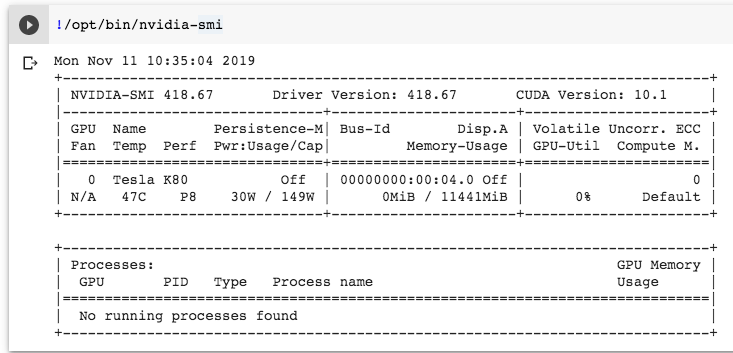 !/opt/bin/nvidia-smi
Mon Nov 11 10:35:04 2019
+-----------------------------------------------------------------------------+
| NVIDIA-SMI 418.67       Driver Version: 418.67       CUDA Version: 10.1     |
|-------------------------------+----------------------+----------------------+
| GPU  Name        Persistence-M| Bus-Id        Disp.A | Volatile Uncorr. ECC |
| Fan  Temp  Perf  Pwr:Usage/Cap|         Memory-Usage | GPU-Util  Compute M. |
|===============================+======================+======================|
|   0  Tesla K80           Off  | 00000000:00:04.0 Off |                    0 |
| N/A   47C    P8    30W / 149W |      0MiB / 11441MiB |      0%      Default |
+-------------------------------+----------------------+----------------------+

+-----------------------------------------------------------------------------+
| Processes:                                                       GPU Memory |
|  GPU       PID   Type   Process name                             Usage      |
|=============================================================================|
|  No running processes found                                                 |
+-----------------------------------------------------------------------------+